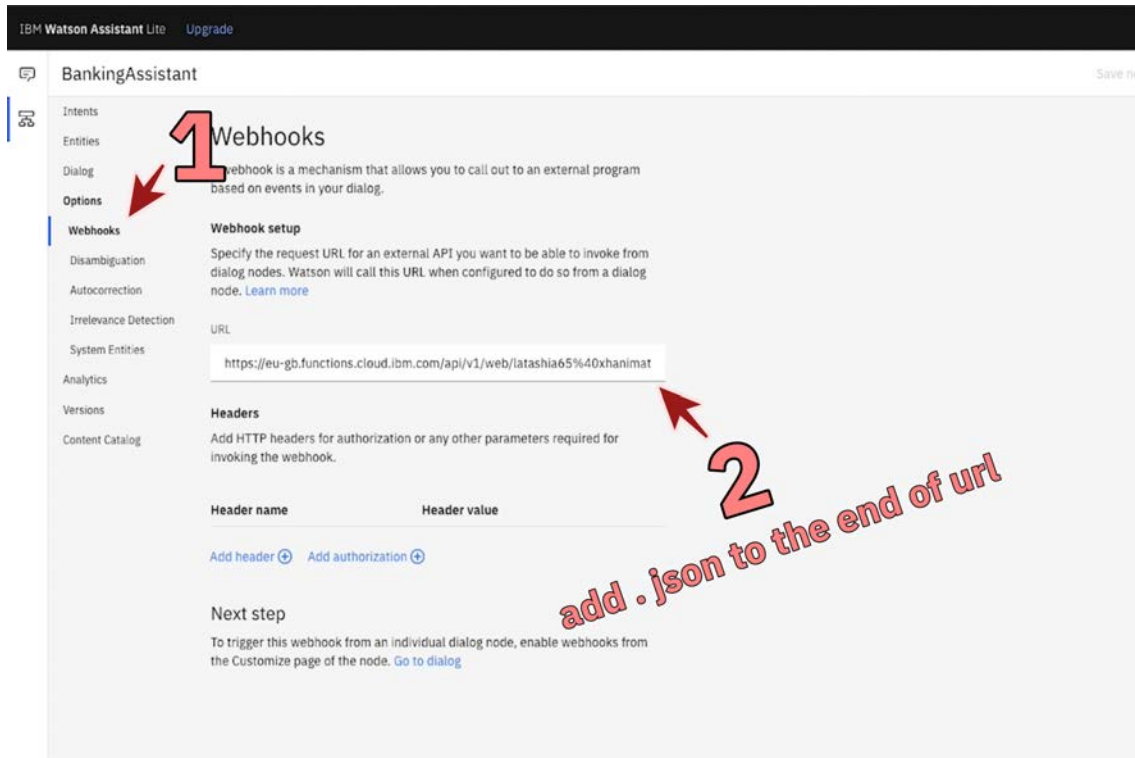 IBM Watson Assistant Lite Upgrade
BankingAssistant
Save
Intents
Entities
Dialog
Options
Webhooks
Disambiguation
Autocorrection
Irrelevance Detection
System Entities
Analytics
Versions
Content Catalog
1
Webhooks
webhook is a mechanism that allows you to call out to an external program
based on events in your dialog.
Webhook setup
Specify the request URL for an external API you want to be able to invoke from
dialog nodes. Watson will call this URL when configured to do so from a dialog
node. Learn more
URL
https://eu-gb.functions.cloud.ibm.com/api/v1/web/latashia65%40xhanimat
Headers
Add HTTP headers for authorization or any other parameters required for
invoking the webhook.
2
add . json to the end of url
Header name Header value
Add header Add authorization
Next step
To trigger this webhook from an individual dialog node, enable webhooks from
the Customize page of the node. Go to dialog